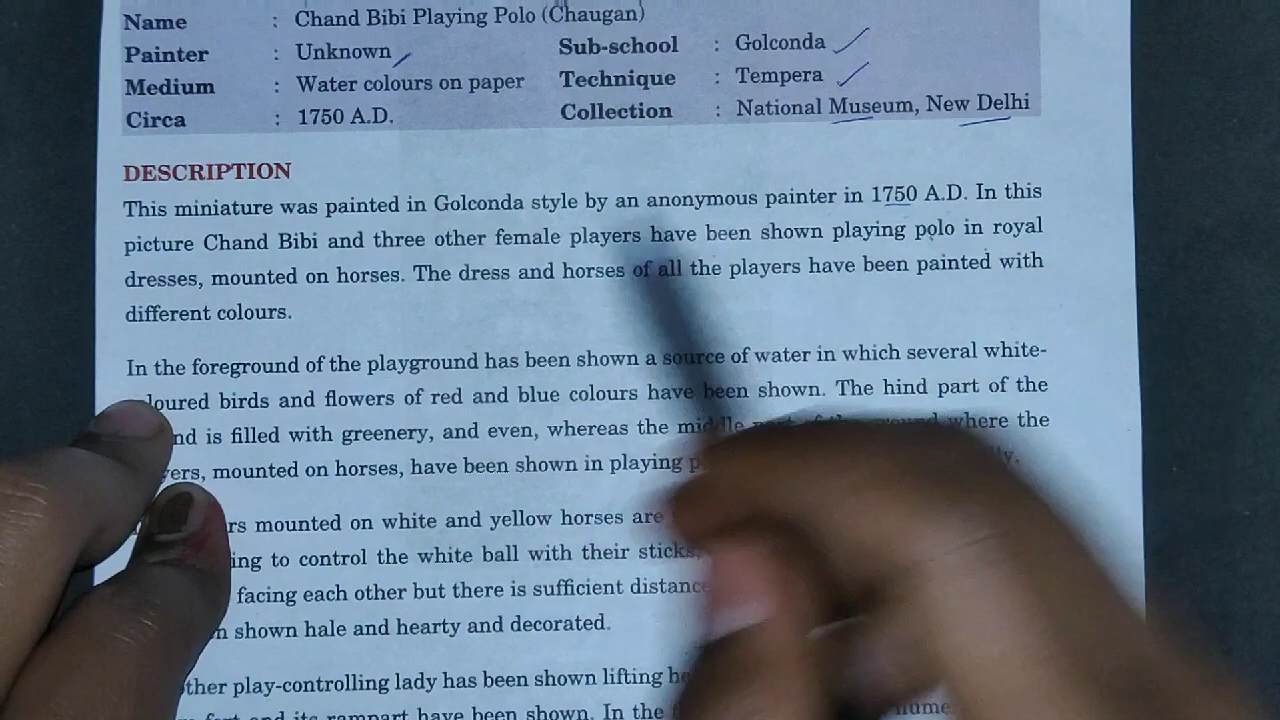 Name : Chand Bibi Playing Polo (Chaugan)
Painter : Unknown Sub-school : Golconda
Medium : Water colours on paper Technique : Tempera
Circa : 1750 A.D. Collection : National Museum, New Delhi
DESCRIPTION
This miniature was painted in Golconda style by an anonymous painter in 1750 A.D. In this
picture Chand Bibi and three other female players have been shown playing polo in royal
dresses, mounted on horses. The dress and horses of all the players have been painted with
different colours.
In the foreground of the playground has been shown a source of water in which several white-
loured birds and flowers of red and blue colours have been shown. The hind part of the
nd is filled with greenery, and even, whereas the middle part of the ground where the
ers, mounted on horses, have been shown in playing
rs mounted on white and yellow horses are
ing to control the white ball with their sticks
facing each other but there is sufficient distance
n shown hale and hearty and decorated.
ther play-controlling lady has been shown lifting
fort and its rampart have been shown. In the